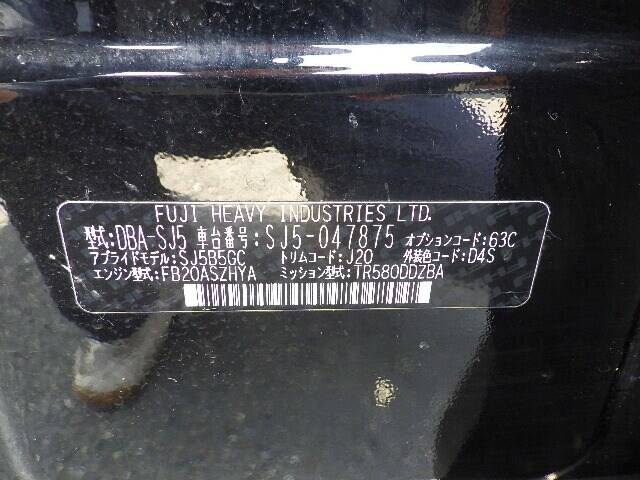 FUJI HEAVY INDUSTRIES LTD.
型式:DBA-SJ5 車台番号:SJ5-047875 オプションコード:63C
アプライドモデル:SJ5B5GC トリムコード:J20 外装色コード:D4S
エンジン型式:FB20ASZHYA ミッション型式:TR580DDZBA